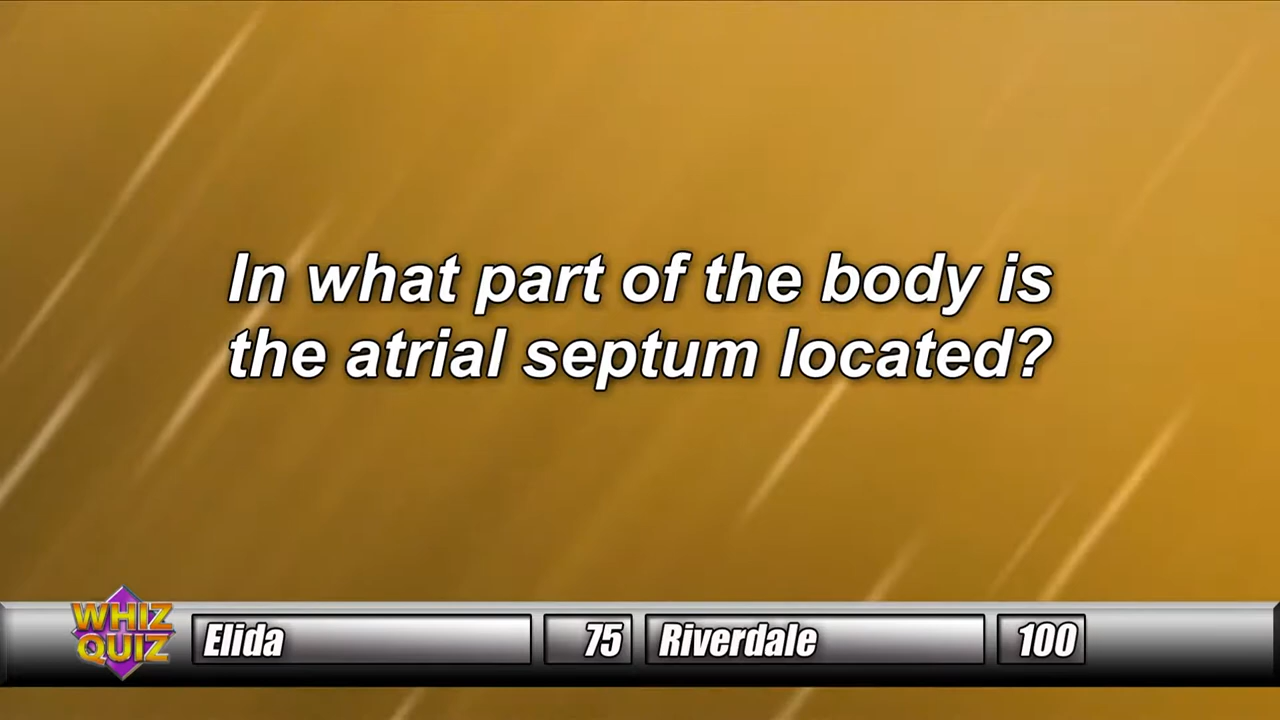 In what part of the body is
the atrial septum located?
WHIZ
QUIZ
Elida 75 Riverdale 100